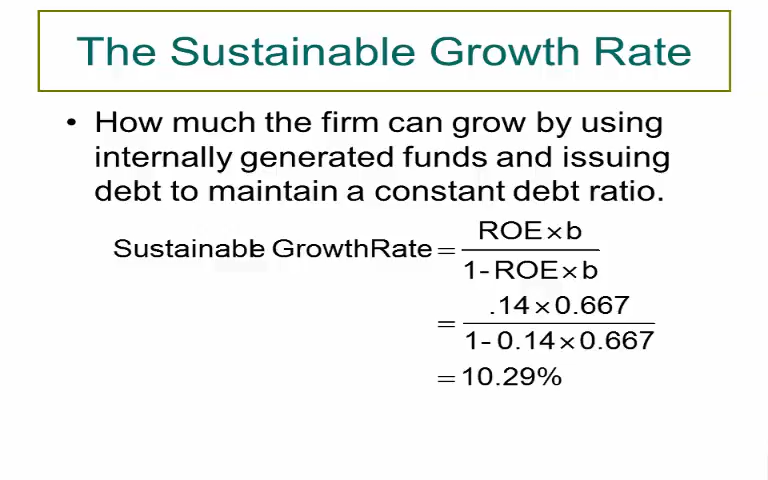 The Sustainable Growth Rate
• How much the firm can grow by using
internally generated funds and issuing
debt to maintain a constant debt ratio.
Sustainable GrowthRate = ROE×b
1-ROE×b
= .14×0.667
1- 0.14×0.667
=10.29%